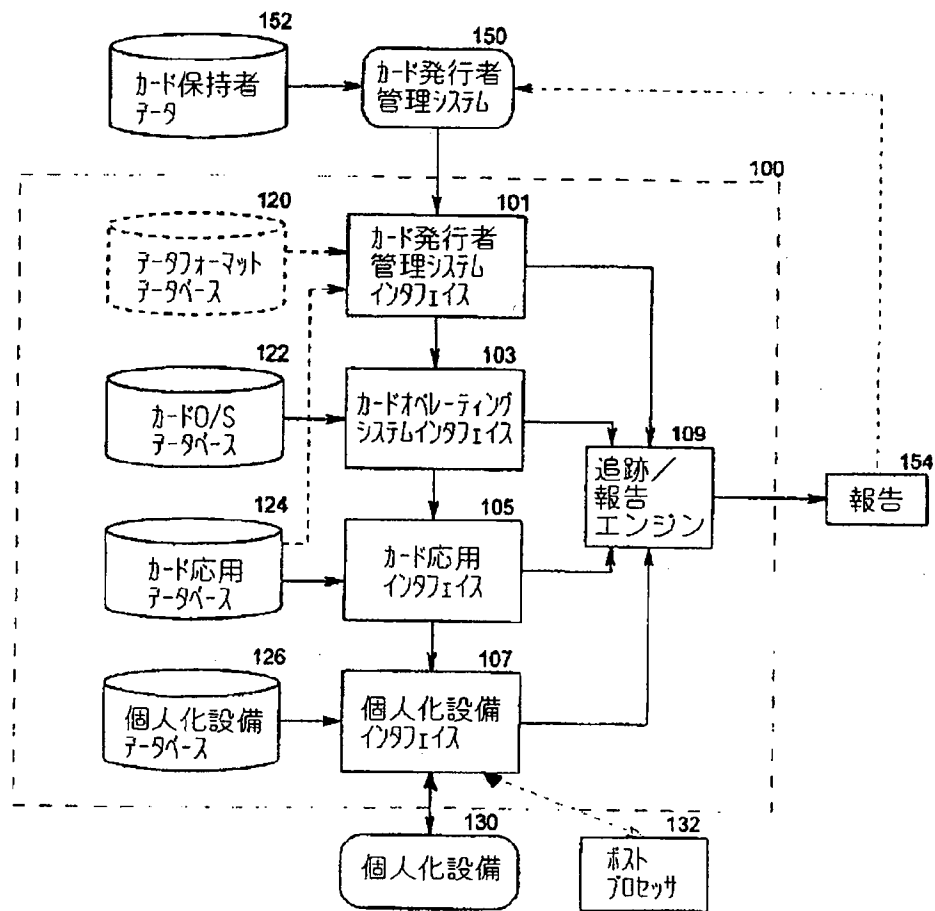 152
カード保持者
データ
150
カード発行者
管理システム
100
120
データフォーマット
データベース
101
カード発行者
管理システム
インタフェイス
122
カードO/S
データベース
103
カードオペレーティング
システムインタフェイス
109
追跡/
報告
エンジン
154
報告
124
カード応用
データベース
105
カード応用
インタフェイス
126
個人化設備
データベース
107
個人化設備
インタフェイス
130
個人化設備
132
ポスト
プロセッサ